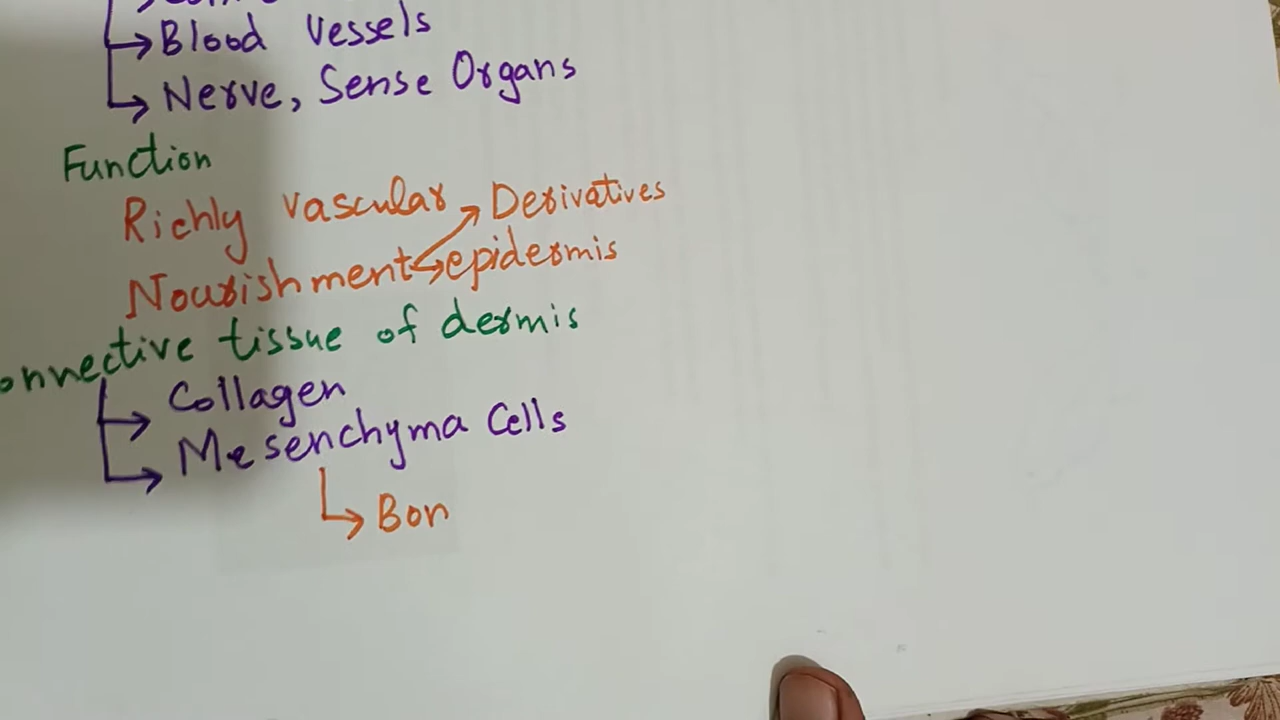 Blood Vessels
Nerve, Sense Organs
Function
Richly vascular
Derivatives
Nourishment
epidermis
onnective tissue of dermis
Collagen
Mesenchyma Cells
Bon